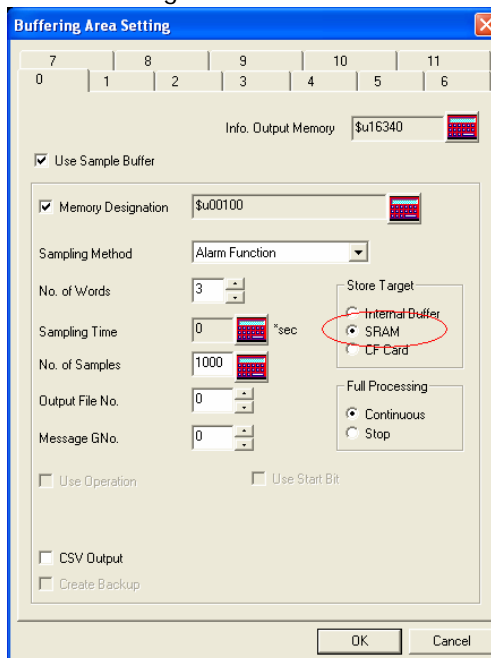 Buffering Area Setting
7 8 9 10 11
0 1 2 3 4 5 6
Info. Output Memory $u16340
Use Sample Buffer
Memory Designation $u00100
Sampling Method Alarm Function
No. of Words 3
Store Target
Internal Buffer
Sampling Time 0 *sec
SRAM
CF Card
No. of Samples 1000
Full Processing
Output File No. 0
Continuous
Message GNo. 0
Stop
Use Operation Use Start Bit
CSV Output
Create Backup
OK Cancel